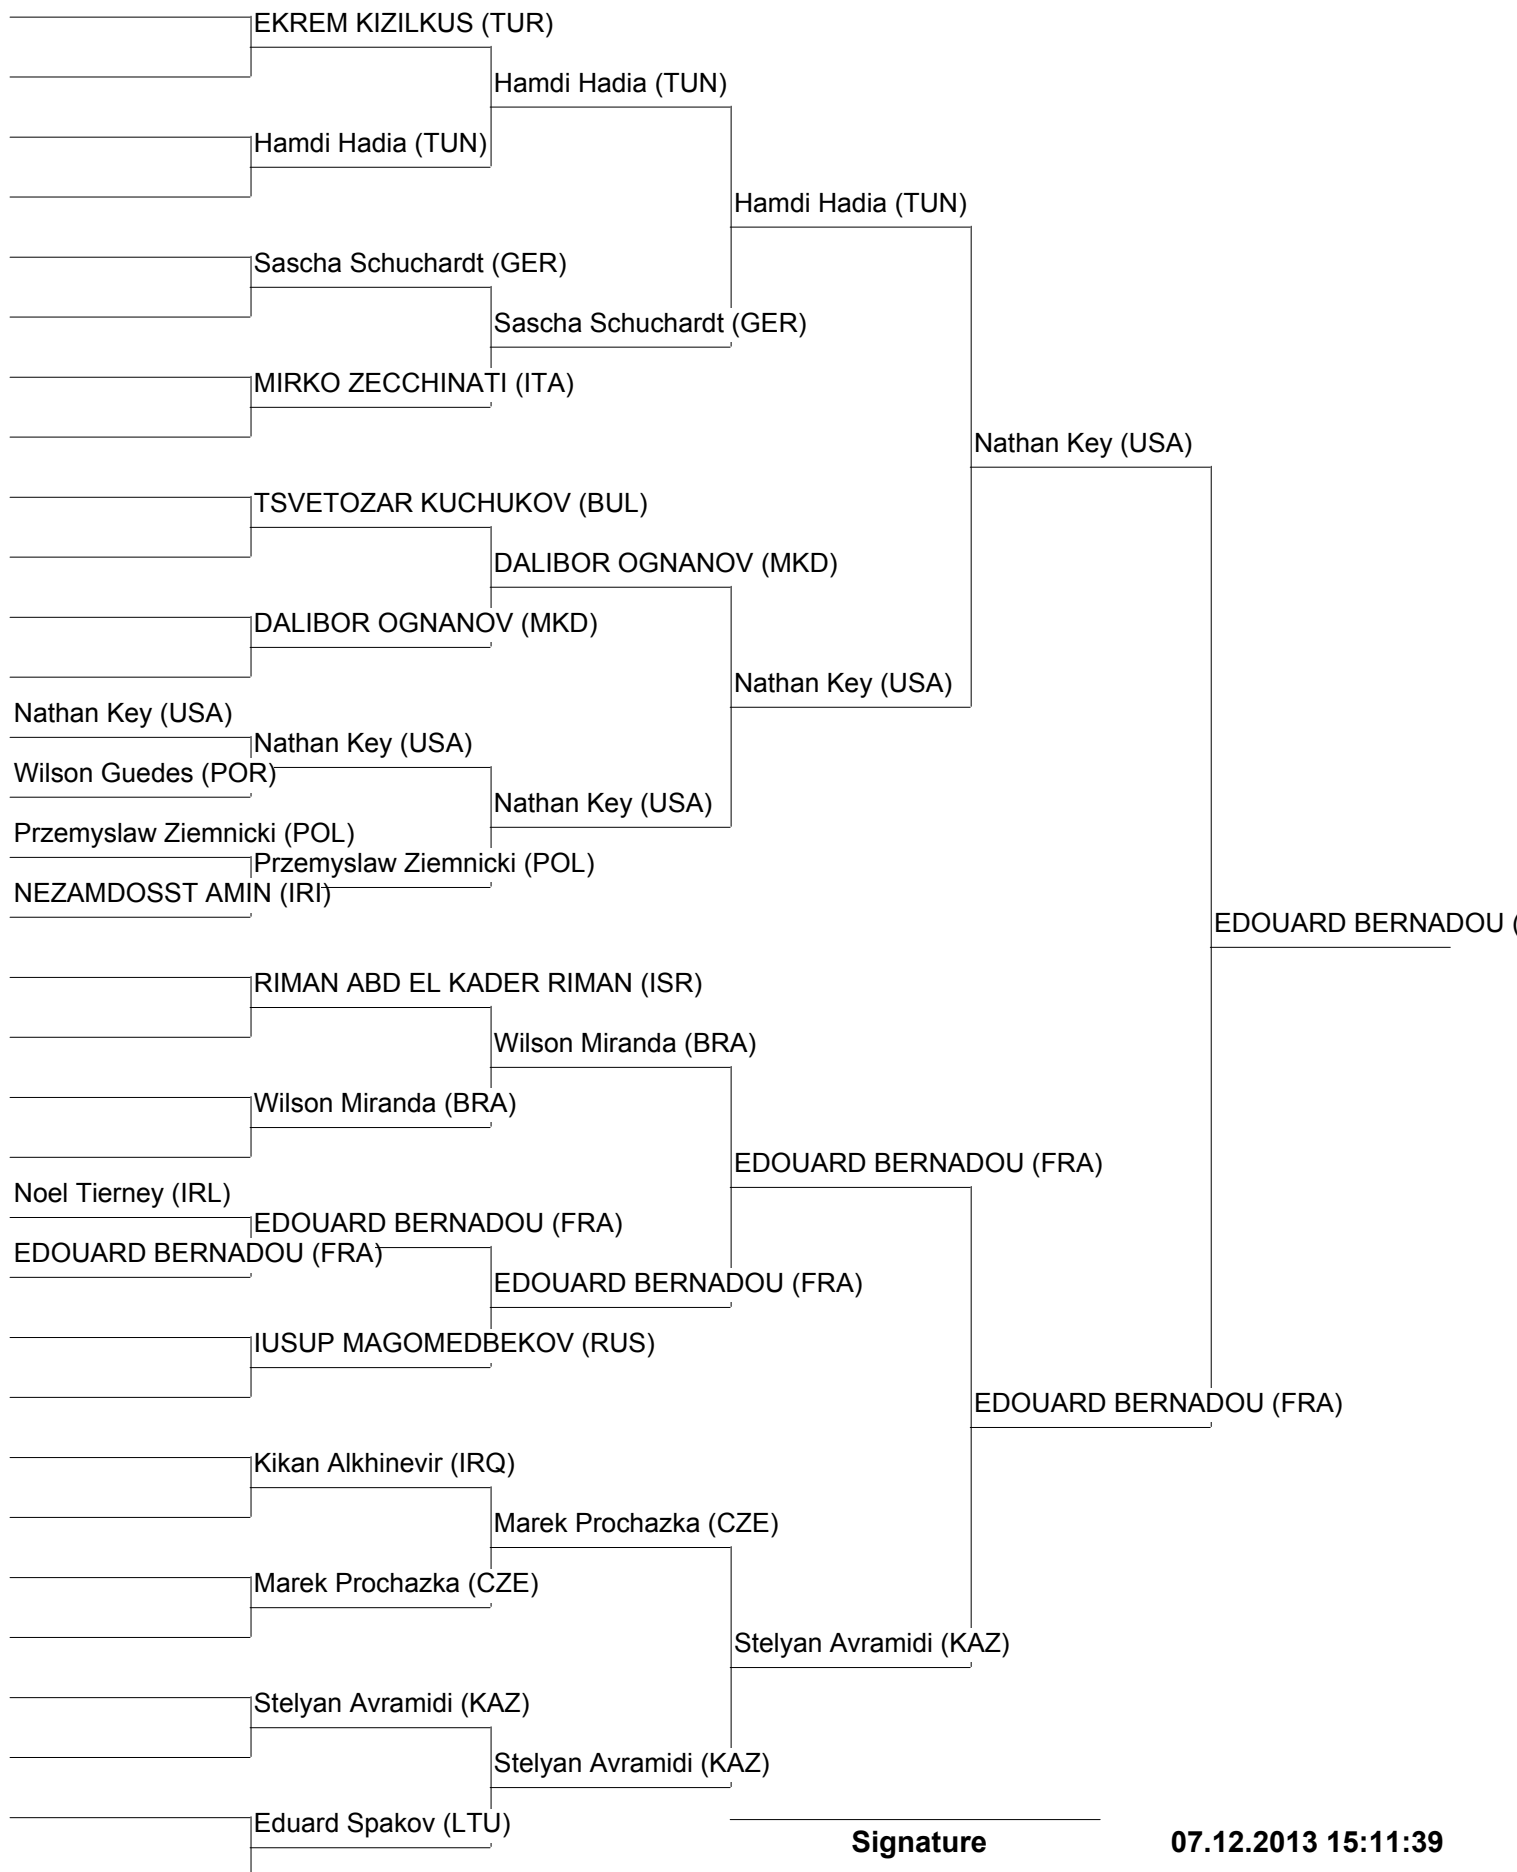 EKREM KIZILKUS (TUR)
Hamdi Hadia (TUN)
Hamdi Hadia (TUN)
Hamdi Hadia (TUN)
Sascha Schuchardt (GER)
Sascha Schuchardt (GER)
MIRKO ZECCHINATI (ITA)
Nathan Key (USA)
TSVETOZAR KUCHUKOV (BUL)
DALIBOR OGNANOV (MKD)
DALIBOR OGNANOV (MKD)
Nathan Key (USA)
Nathan Key (USA)
Nathan Key (USA)
Wilson Guedes (POR)
Nathan Key (USA)
Przemyslaw Ziemnicki (POL)
Przemyslaw Ziemnicki (POL)
NEZAMDOSST AMIN (IRI)
EDOUARD BERNADOU (
RIMAN ABD EL KADER RIMAN (ISR)
Wilson Miranda (BRA)
Wilson Miranda (BRA)
EDOUARD BERNADOU (FRA)
Noel Tierney (IRL)
EDOUARD BERNADOU (FRA)
EDOUARD BERNADOU (FRA)
EDOUARD BERNADOU (FRA)
IUSUP MAGOMEDBEKOV (RUS)
EDOUARD BERNADOU (FRA)
Kikan Alkhinevir (IRQ)
Marek Prochazka (CZE)
Marek Prochazka (CZE)
Stelyan Avramidi (KAZ)
Stelyan Avramidi (KAZ)
Stelyan Avramidi (KAZ)
Eduard Spakov (LTU)
Signature 07.12.2013 15:11:39